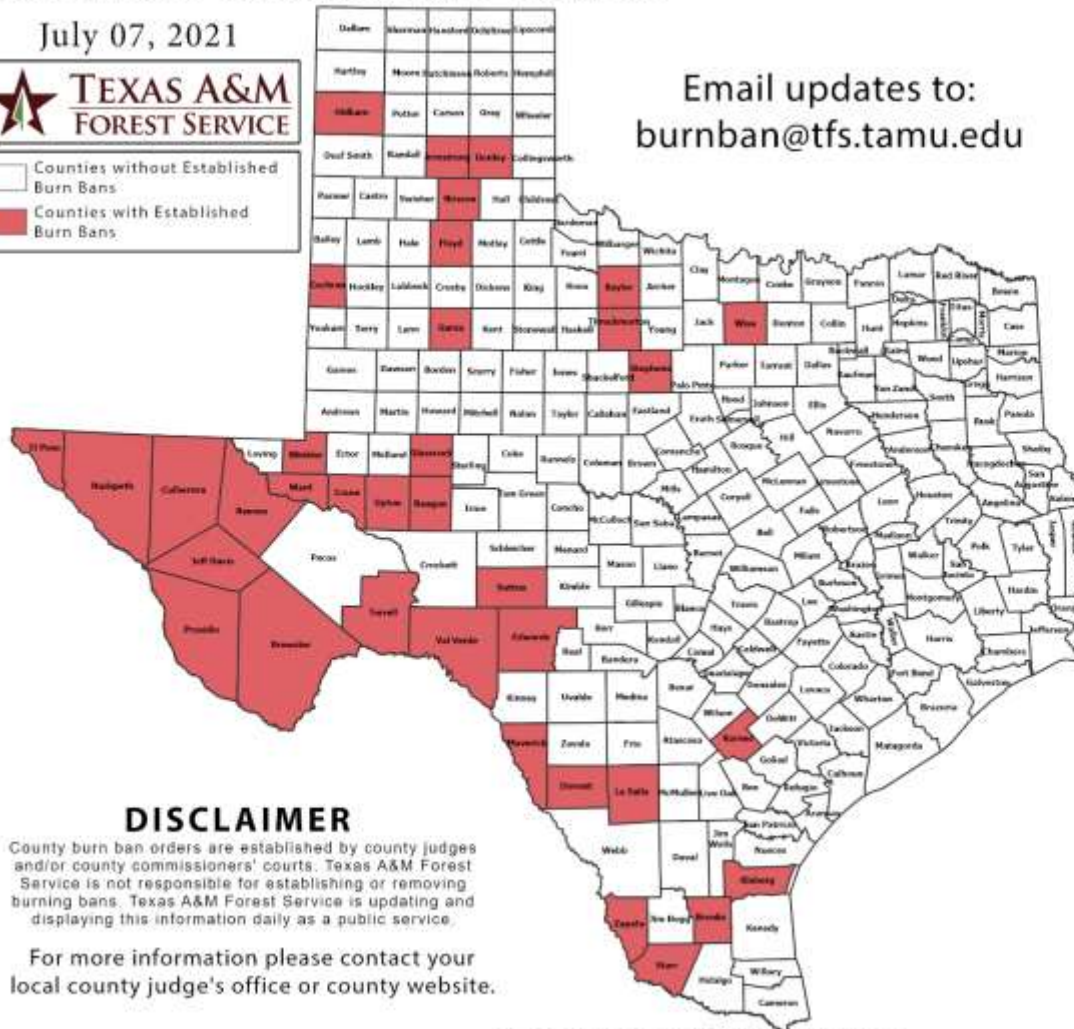 July 07, 2021
TEXAS A&M
FOREST SERVICE
Counties without Established
Burn Bans
Counties with Established
Burn Bans
Email updates to:
burnban@tfs.tamu.edu
Dallam Sherman Hansford Lipscomb
Hartley Moore Hutchinson Roberts Hemphill
Oldham Potter Carson Gray Wheeler
Deaf Smith Randall Armstrong Donley Collingsworth
Parmer Castro Swisher Briscoe Hall Childress
Hardeman
Bailey Lamb Hale Floyd Motley Cottle Foard Wilbarger Wichita
Clay Montague Cooke Grayson Fannin Lamar Red River Bowie
Cochran Hockley Lubbock Crosby Dickens King Knox Baylor Archer
Delta Titus Morris
Yoakum Terry Lynn Garza Kent Stonewall Haskell Throckmorton Young Jack Wise Denton Collin Hunt Hopkins Franklin Camp Cass
Rockwall Rains Wood Upshur Marion
Gaines Dawson Borden Scurry Fisher Jones Shackelford Stephens Palo Pinto Parker Tarrant Dallas Kaufman Van Zandt Gregg Harrison
Smith
Andrews Martin Howard Mitchell Nolan Taylor Callahan Eastland Erath Hood Somervell Johnson Ellis Henderson Rusk Panola
Navarro
El Paso Hudspeth Culberson Reeves Loving Winkler Ector Midland Glasscock Sterling Coke Runnels Coleman Brown Comanche Bosque Hill Anderson Cherokee Shelby
Hamilton Freestone Nacogdoches San Augustine
Ward Crane Upton Reagan Irion Tom Green Concho McCulloch San Saba Mills Lampasas Coryell McLennan Limestone Falls Leon Houston Angelina
Trinity
Jeff Davis Pecos Crockett Schleicher Menard Mason Llano Burnet Bell Milam Robertson Madison Walker Polk Tyler Jasper
Williamson Brazos Grimes San Jacinto
Presidio Brewster Terrell Sutton Kimble Gillespie Blanco Travis Lee Burleson Washington Montgomery Liberty Hardin Orange
Val Verde Edwards Kerr Kendall Hays Bastrop Fayette Austin Waller Harris Jefferson
Real Bandera Comal Caldwell Colorado Fort Bend Chambers
Guadalupe Gonzales Lavaca Galveston
Kinney Uvalde Medina Bexar Wilson DeWitt Wharton Brazoria
Jackson
Maverick Zavala Frio Atascosa Karnes Victoria Matagorda
Goliad Calhoun
Dimmit La Salle McMullen Live Oak Bee Refugio
Aransas
San Patricio
Webb Duval Jim Wells Nueces
Kleberg
Zapata Jim Hogg Brooks Kenedy
Starr Hidalgo Willacy
Cameron
DISCLAIMER
County burn ban orders are established by county judges
and/or county commissioners' courts. Texas A&M Forest
Service is not responsible for establishing or removing
burning bans. Texas A&M Forest Service is updating and
displaying this information daily as a public service.
For more information please contact your
local county judge's office or county website.